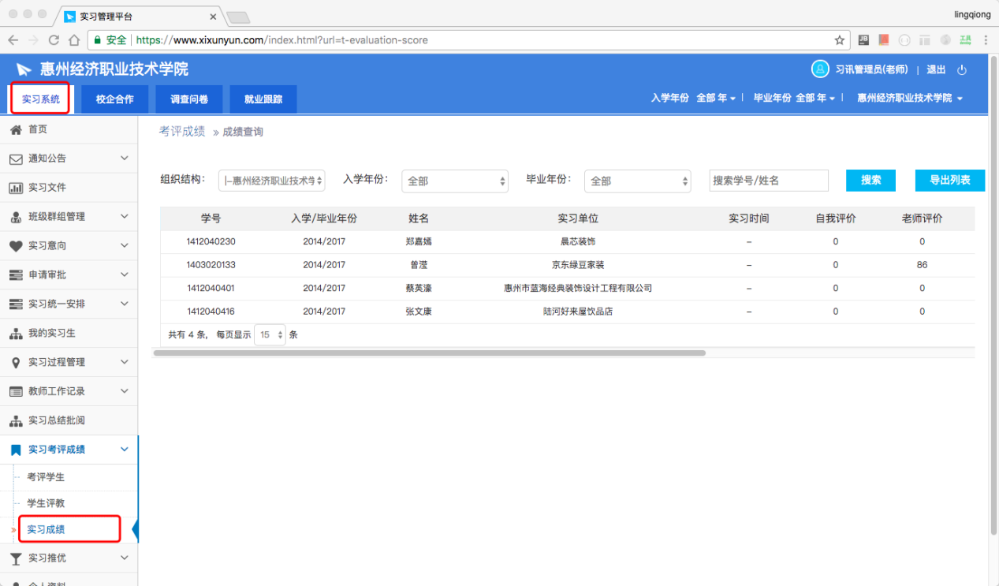 实习管理平台
lingqiong
安全 https://www.xixunyun.com/index.html?url=t-evaluation-score
惠州经济职业技术学院
习讯管理员(老师) | 退出
实习系统 校企合作 调查问卷 就业跟踪
入学年份 全部 年 | 毕业年份 全部 年 | 惠州经济职业技术学院
首页
通知公告
实习文件
班级群组管理
实习意向
申请审批
实习统一安排
我的实习生
实习过程管理
教师工作记录
实习总结批阅
实习考评成绩
考评学生
学生评教
实习成绩
实习推优
个人资料
考评成绩 » 成绩查询
组织结构: |-惠州经济职业技术学 入学年份: 全部 毕业年份: 全部 搜索学号/姓名 搜索 导出列表
学号 入学/毕业年份 姓名 实习单位 实习时间 自我评价 老师评价
1412040230 2014/2017 郑嘉嫣 晨芯装饰 – 0 0
1403020133 2014/2017 曾滢 京东绿豆家装 – 0 86
1412040401 2014/2017 蔡英濠 惠州市蓝海经典装饰设计工程有限公司 – 0 0
1412040416 2014/2017 张文康 陆河好来屋饮品店 – 0 0
共有 4 条, 每页显示 15 条